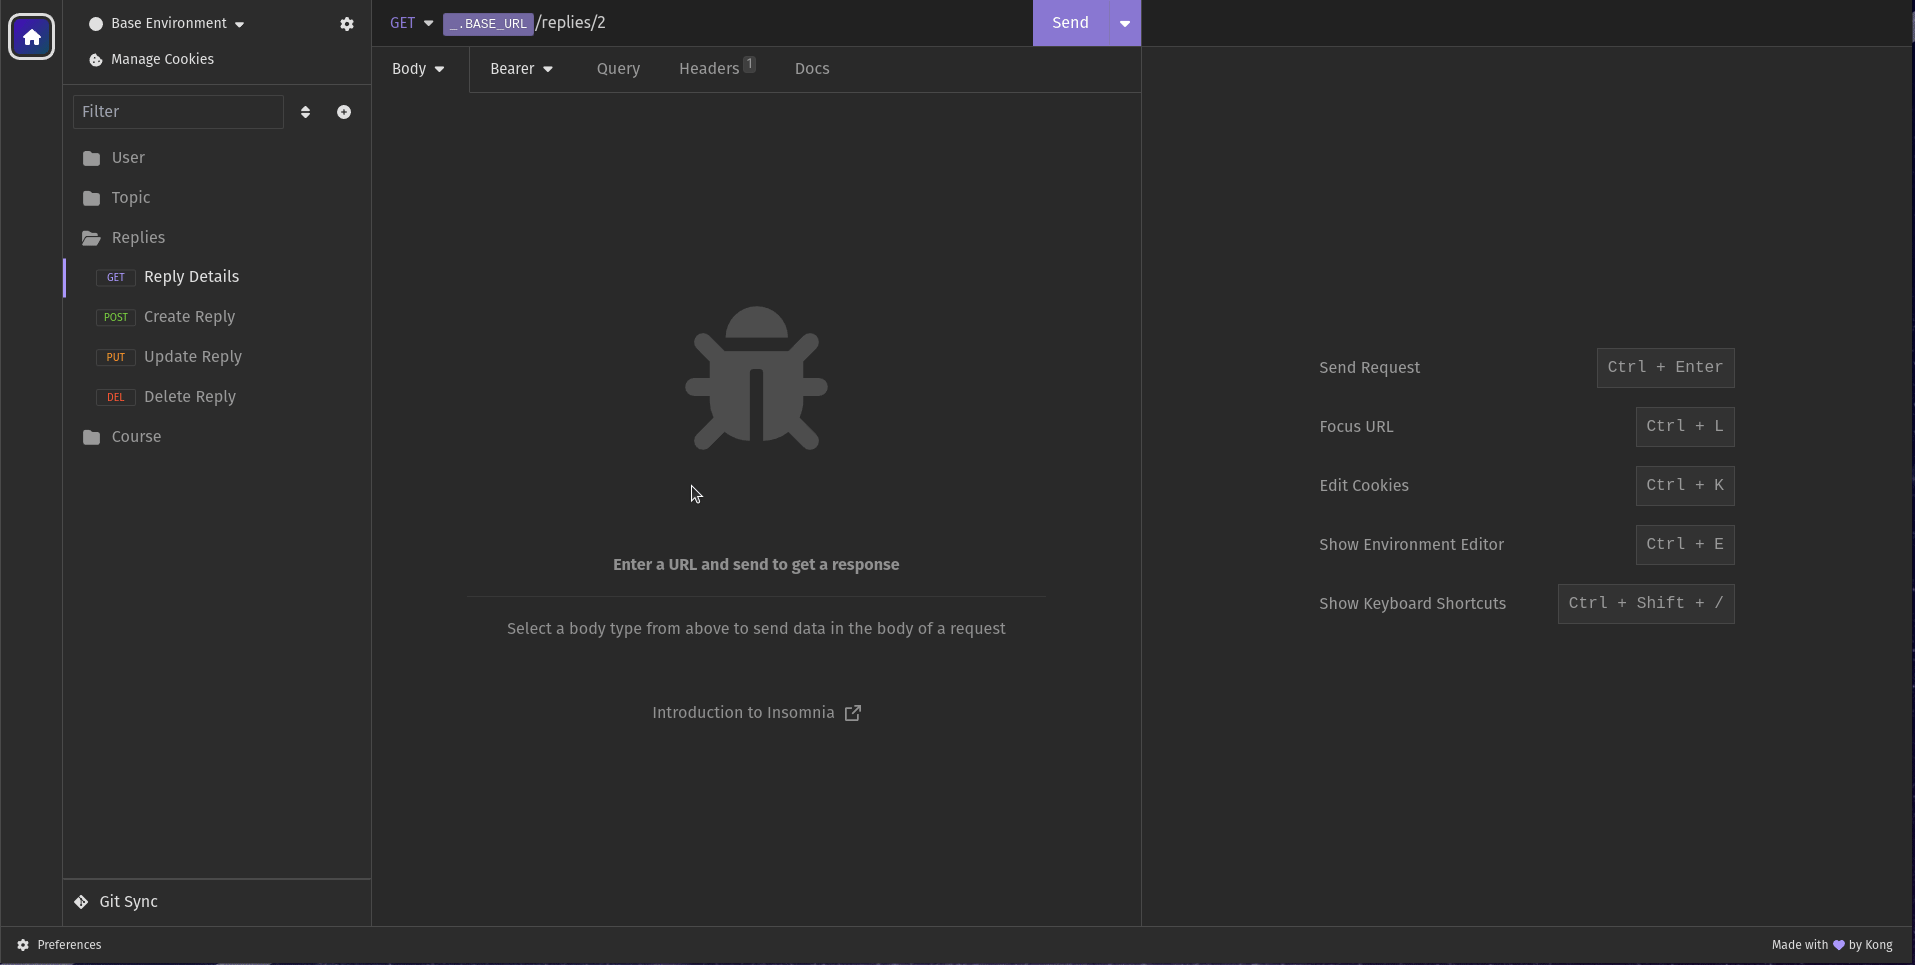 Base Environment
Manage Cookies
Filter
User
Topic
Replies
GET Reply Details
POST Create Reply
PUT Update Reply
DEL Delete Reply
Course
Git Sync
GET _.BASE_URL/replies/2 Send
Body Bearer Query Headers 1 Docs
Enter a URL and send to get a response
Select a body type from above to send data in the body of a request
Introduction to Insomnia
Send Request Ctrl + Enter
Focus URL Ctrl + L
Edit Cookies Ctrl + K
Show Environment Editor Ctrl + E
Show Keyboard Shortcuts Ctrl + Shift + /
Preferences
Made with by Kong